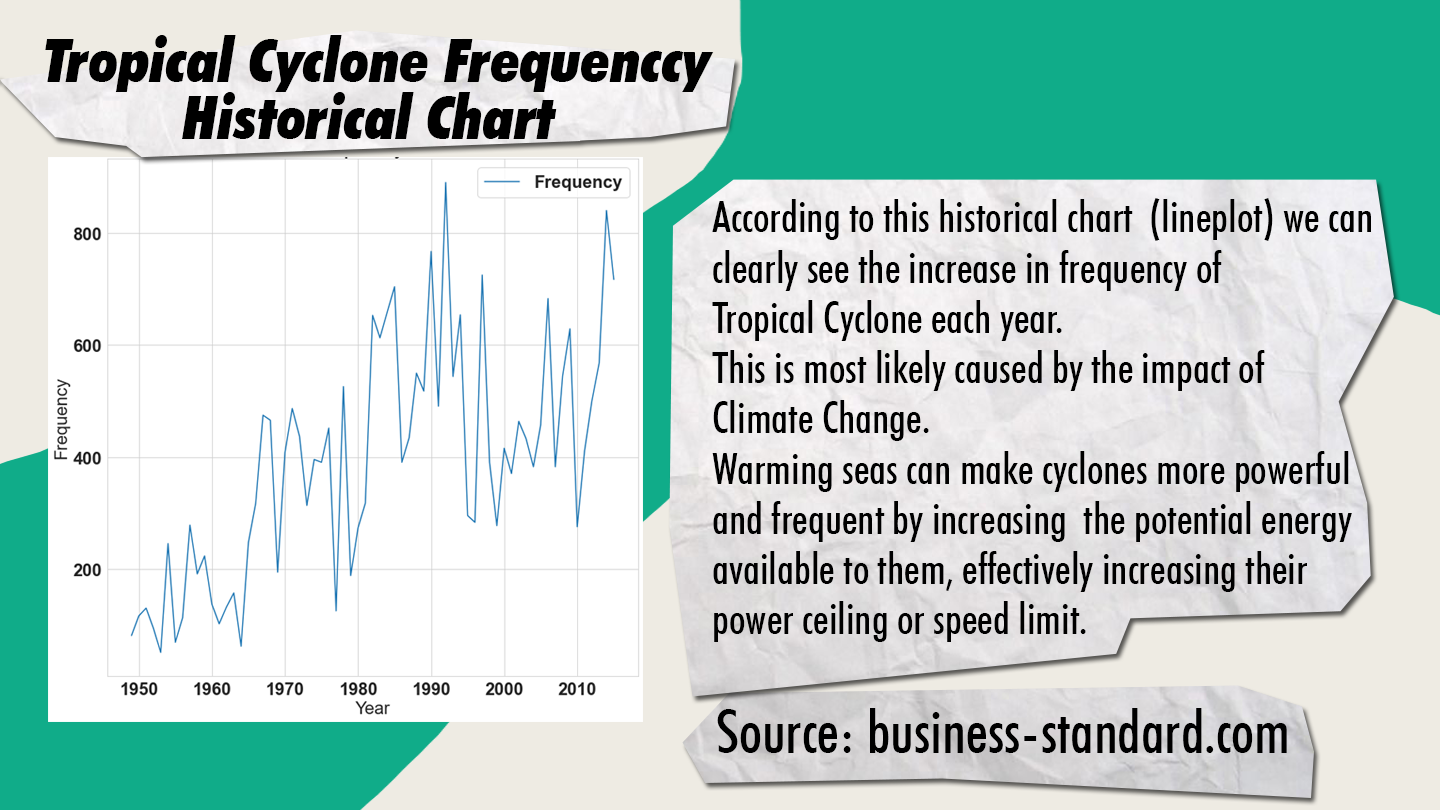 Tropical Cyclone Frequenccy
Historical Chart
Frequency
800
600
400
200
Frequency
1950 1960 1970 1980 1990 2000 2010
Year
According to this historical chart (lineplot) we can
clearly see the increase in frequency of
Tropical Cyclone each year.
This is most likely caused by the impact of
Climate Change.
Warming seas can make cyclones more powerful
and frequent by increasing the potential energy
available to them, effectively increasing their
power ceiling or speed limit.
Source: business-standard.com